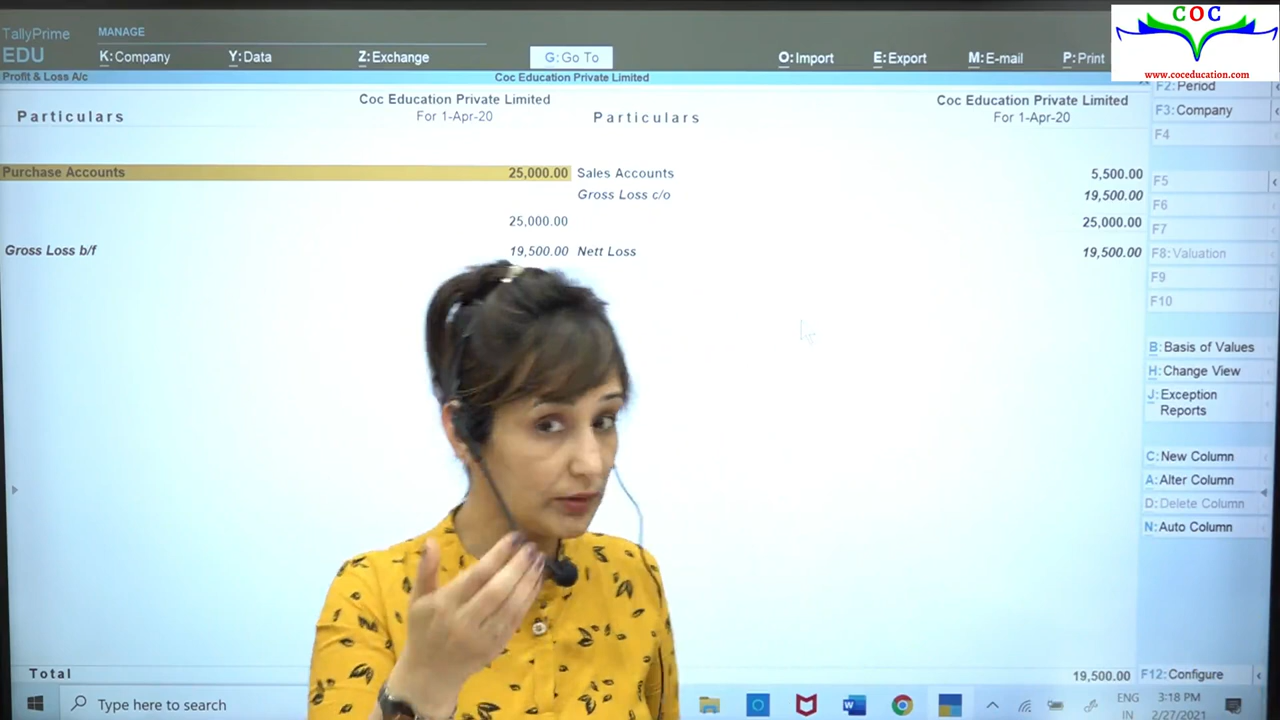 TallyPrime
EDU
MANAGE
K: Company
Y: Data
Z: Exchange
G: Go To
O: Import
E: Export
M: E-mail
P: Print
COC
www.coceducation.com
Profit & Loss A/c
Coc Education Private Limited
Particulars
Coc Education Private Limited
For 1-Apr-20
Particulars
Coc Education Private Limited
For 1-Apr-20
Purchase Accounts 25,000.00 Sales Accounts 5,500.00
Gross Loss c/o 19,500.00
25,000.00 25,000.00
Gross Loss b/f 19,500.00 Nett Loss 19,500.00
Total 19,500.00
F2: Period
F3: Company
F4
F5
F6
F7
F8: Valuation
F9
F10
B: Basis of Values
H: Change View
J: Exception
Reports
C: New Column
A: Alter Column
D: Delete Column
N: Auto Column
F12: Configure
Type here to search
ENG
IN
3:18 PM
2/27/2021